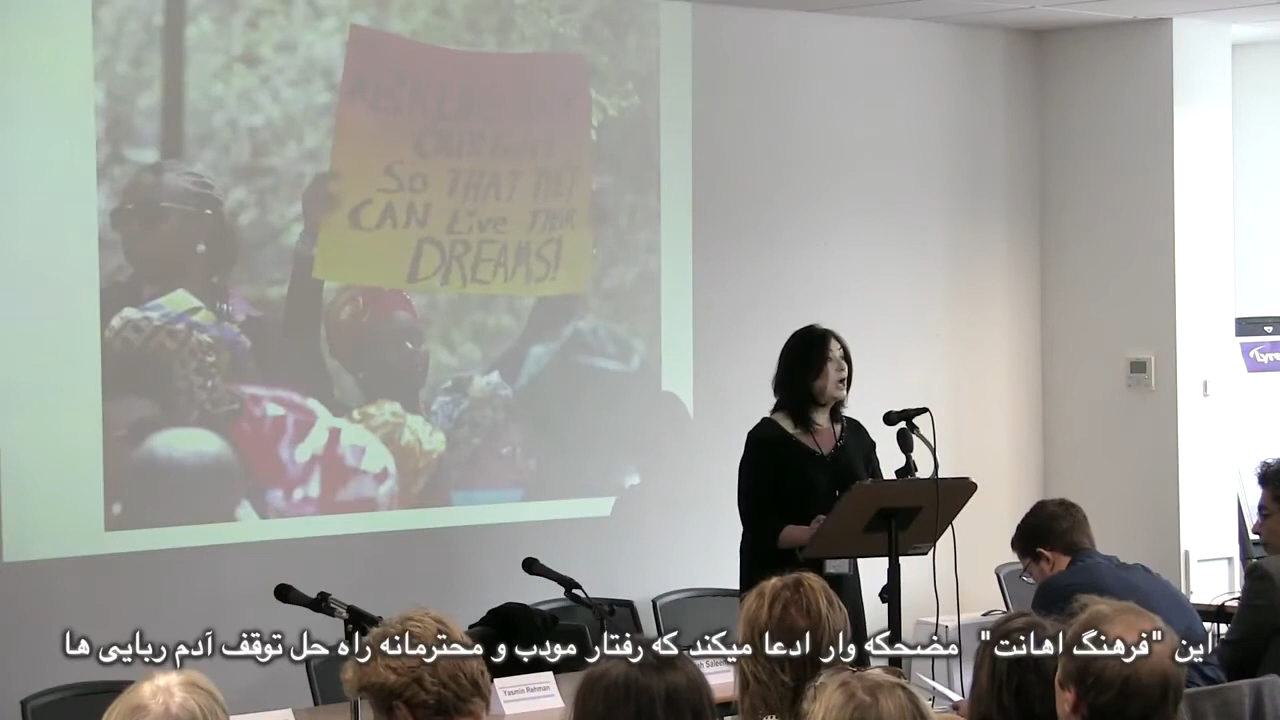 So THAT THEY
CAN Live THEIR
DREAMS!
Yasmin Rehman
این "فرهنگ اهانت" مضحکه وار ادعا میکند که رفتار مودب و محترمانه راه حل توقف آدم ربایی ها